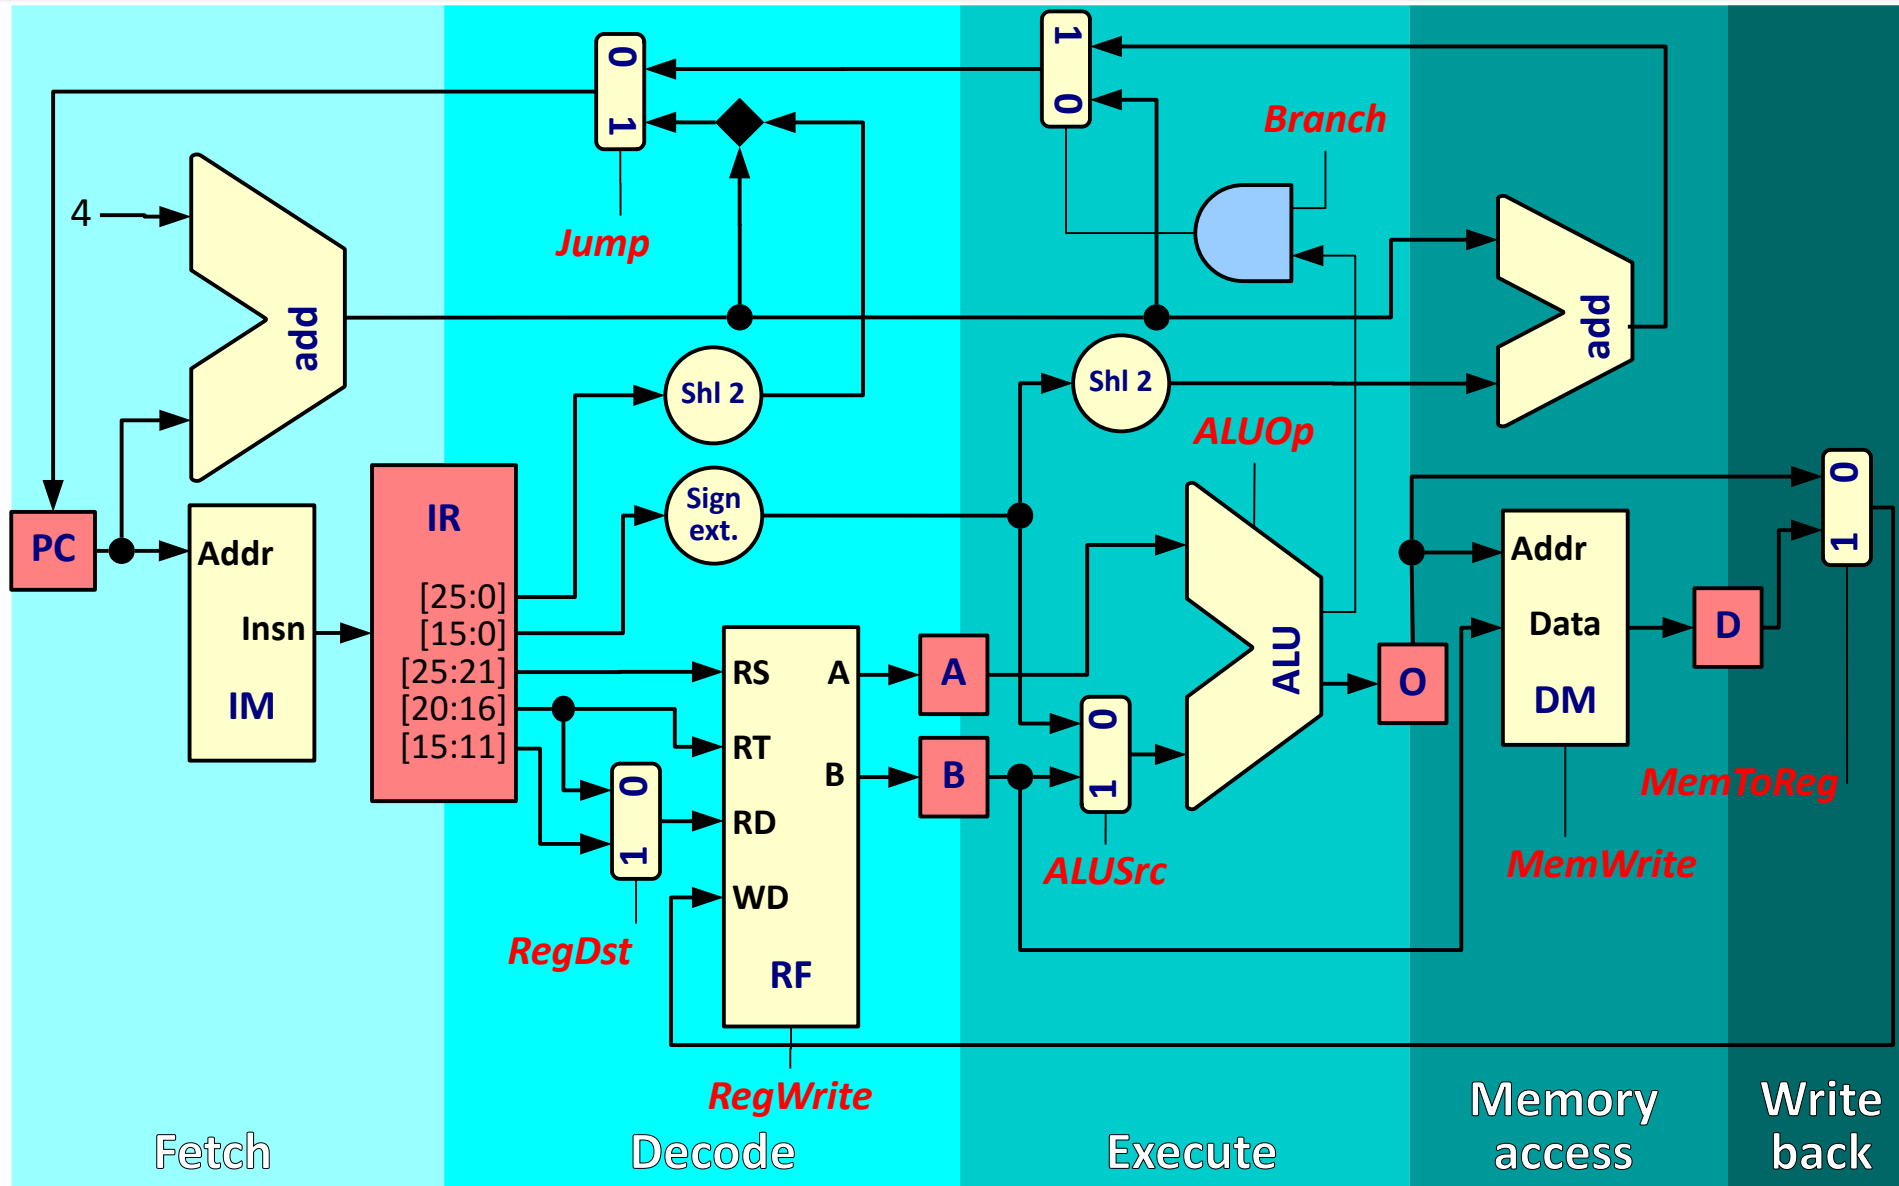 0
1
1
0
Branch
4
Jump
add
add
Shl 2
Shl 2
ALUOp
Sign
ext.
IR
0
1
PC
Addr
Insn
IM
[25:0]
[15:0]
[25:21]
[20:16]
[15:11]
RS
RT
RD
WD
A
B
RF
A
B
0
1
ALU
O
Addr
Data
DM
D
0
1
MemToReg
ALUSrc
MemWrite
RegDst
RegWrite
Fetch
Decode
Execute
Memory
access
Write
back